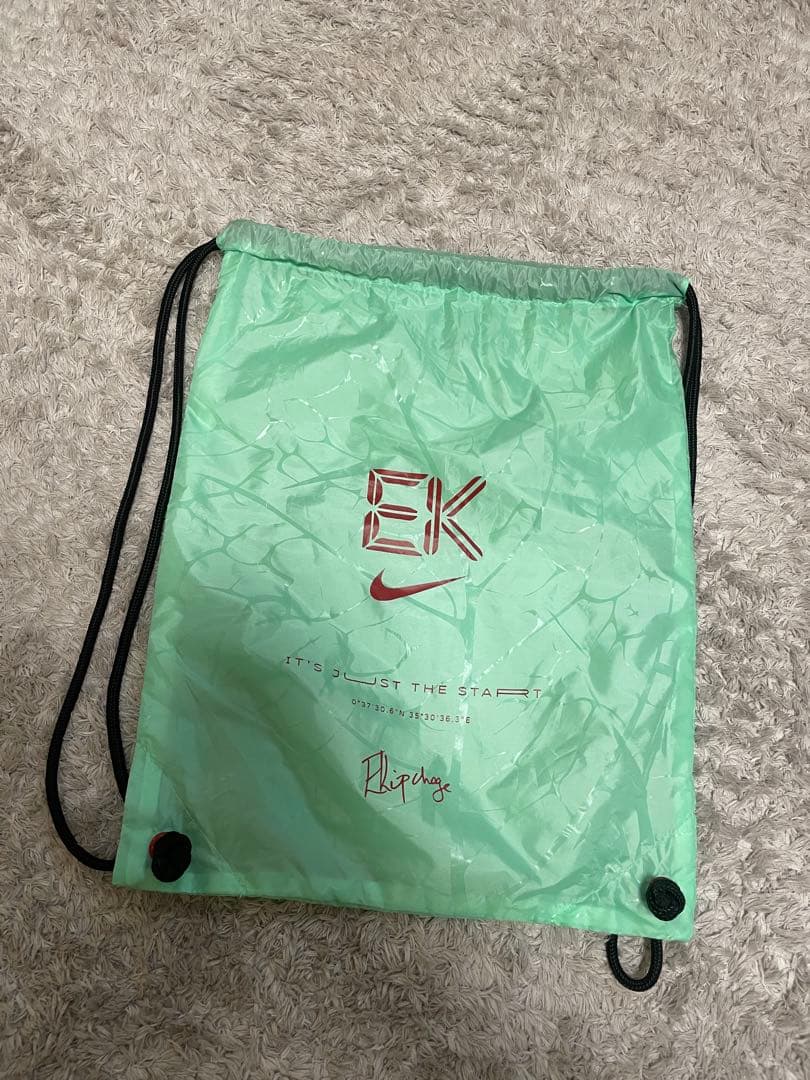 EK
IT'S JUST THE START
0°37'30.6"N 35°30'36.3"E
EKipchoge